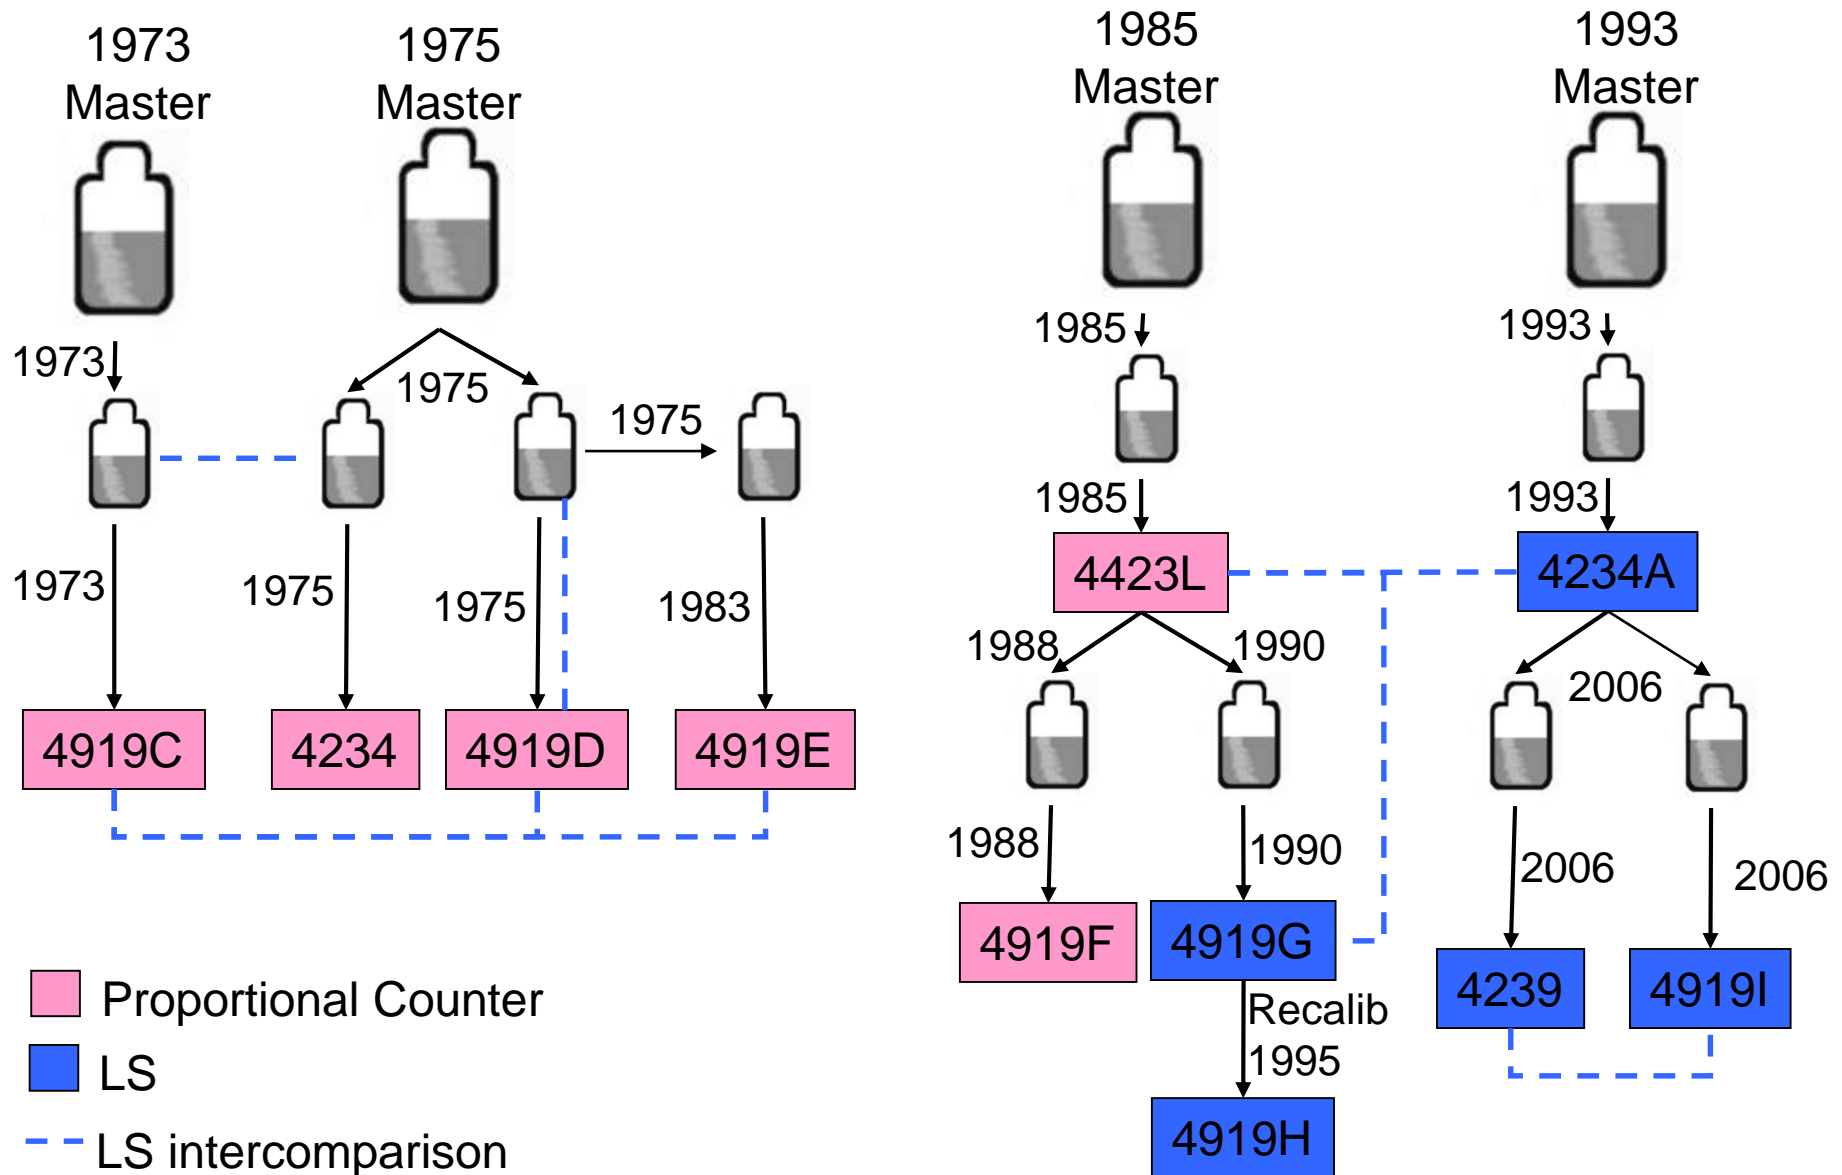 1973
Master
1975
Master
1985
Master
1993
Master
1973
1975
1975
1985
1993
1973
1975
1975
1983
1985
1993
4423L
4234A
1988
1990
2006
4919C
4234
4919D
4919E
1988
1990
2006
2006
4919F
4919G
4239
4919I
Recalib
1995
4919H
Proportional Counter
LS
LS intercomparison